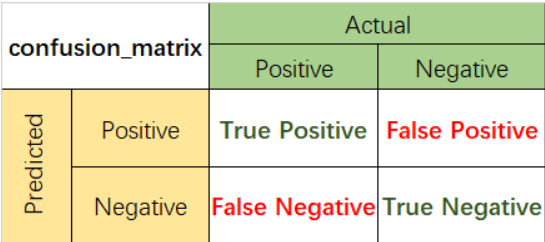 confusion_matrix
Actual
Positive
Negative
Predicted
Positive
True Positive
False Positive
Negative
False Negative
True Negative